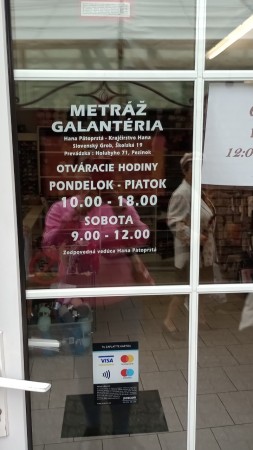 METRÁŽ
GALANTÉRIA
Hana Pátoprstá - Krajčírstvo Hana
Slovenský Grob, Školská 19
Prevádzka: Holubyho 71, Pezinok
OTVÁRACIE HODINY
PONDELOK - PIATOK
10.00 - 18.00
SOBOTA
9.00 - 12.00
Zodpovedná vedúca Hana Pátoprstá
12:0
VISA